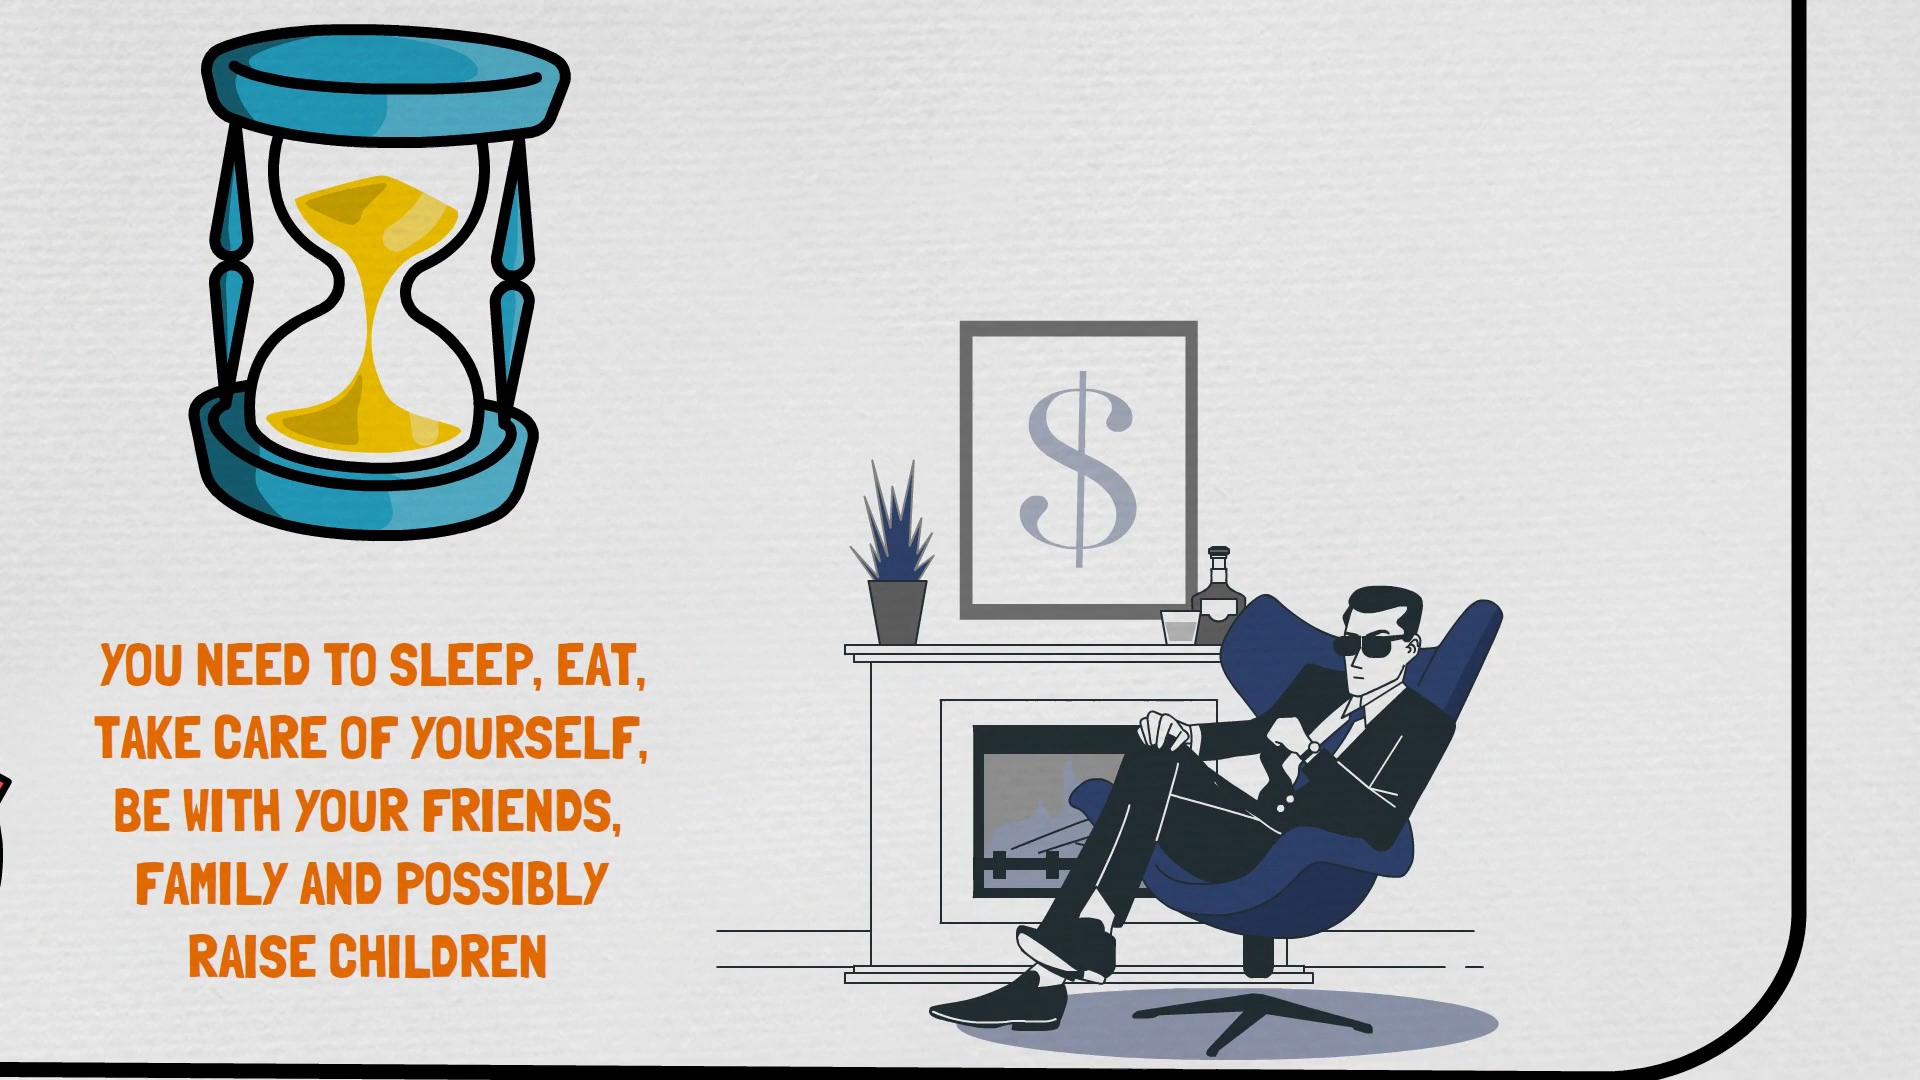 $
YOU NEED TO SLEEP, EAT,
TAKE CARE OF YOURSELF,
BE WITH YOUR FRIENDS,
FAMILY AND POSSIBLY
RAISE CHILDREN